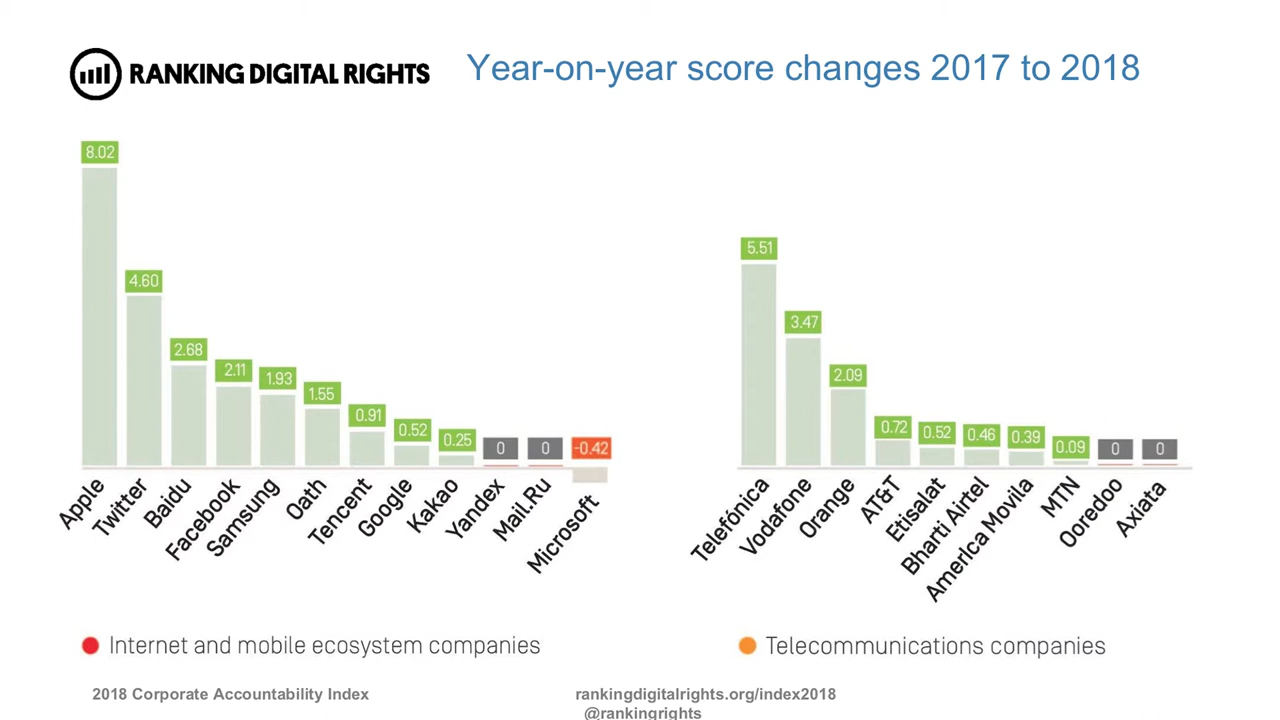 RANKING DIGITAL RIGHTS
Year-on-year score changes 2017 to 2018
8.02
4.60
2.68
2.11
1.93
1.55
0.91
0.52
0.25
0
0
-0.42
Apple
Twitter
Baidu
Facebook
Samsung
Oath
Tencent
Google
Kakao
Yandex
Mail.Ru
Microsoft
5.51
3.47
2.09
0.72
0.52
0.46
0.39
0.09
0
0
Telefónica
Vodafone
Orange
AT&T
Etisalat
Bharti Airtel
AmerIca Movila
MTN
Ooredoo
Axiata
Internet and mobile ecosystem companies
Telecommunications companies
2018 Corporate Accountability Index
rankingdigitalrights.org/index2018
@rankingrights